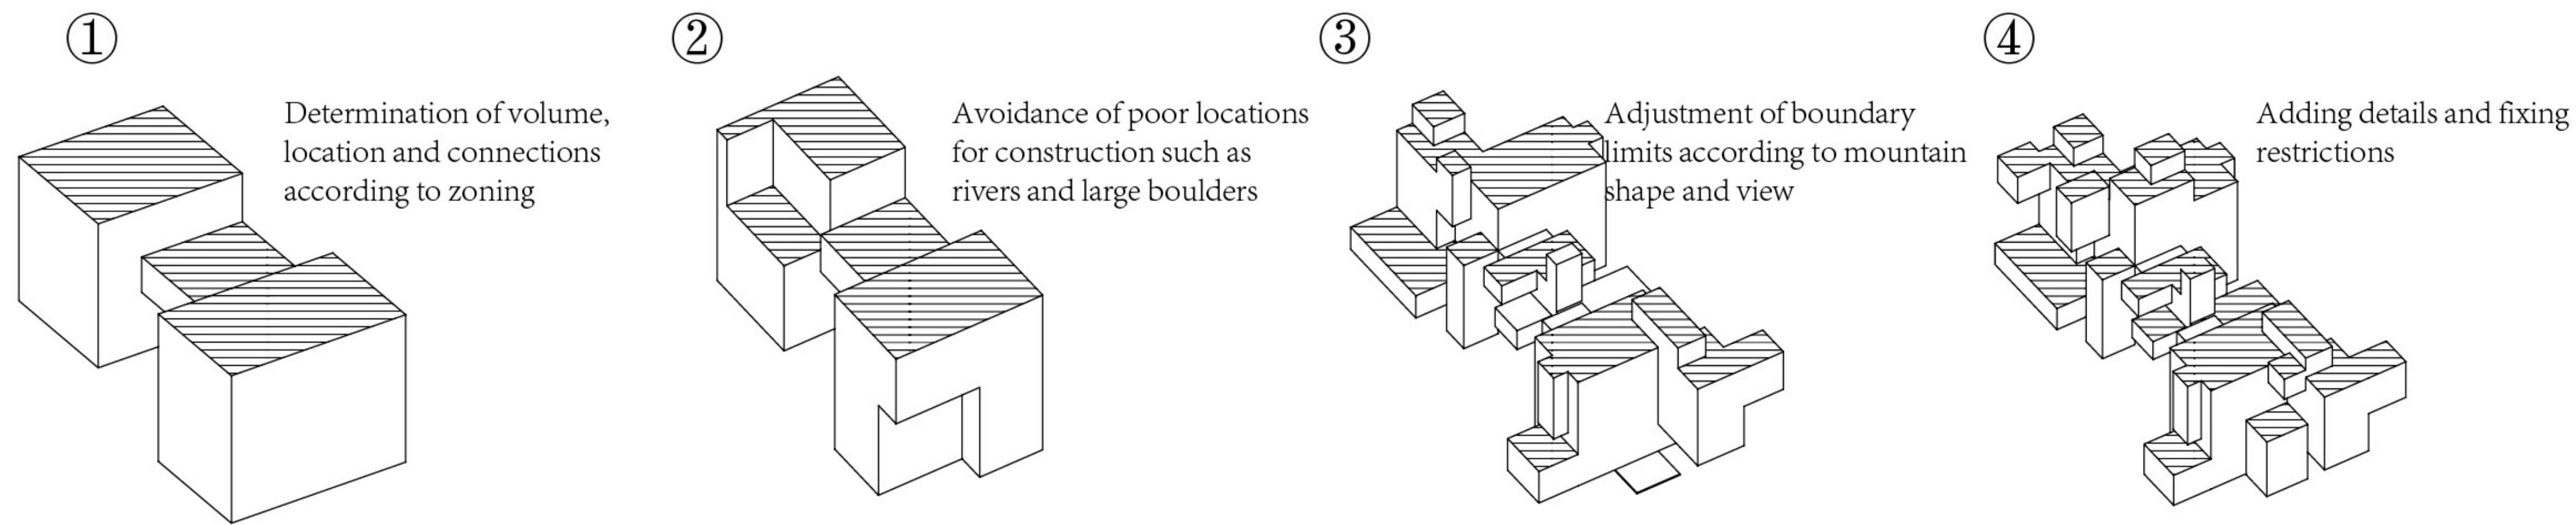 ①
Determination of volume,
location and connections
according to zoning
②
Avoidance of poor locations
for construction such as
rivers and large boulders
③
Adjustment of boundary
limits according to mountain
shape and view
④
Adding details and fixing
restrictions